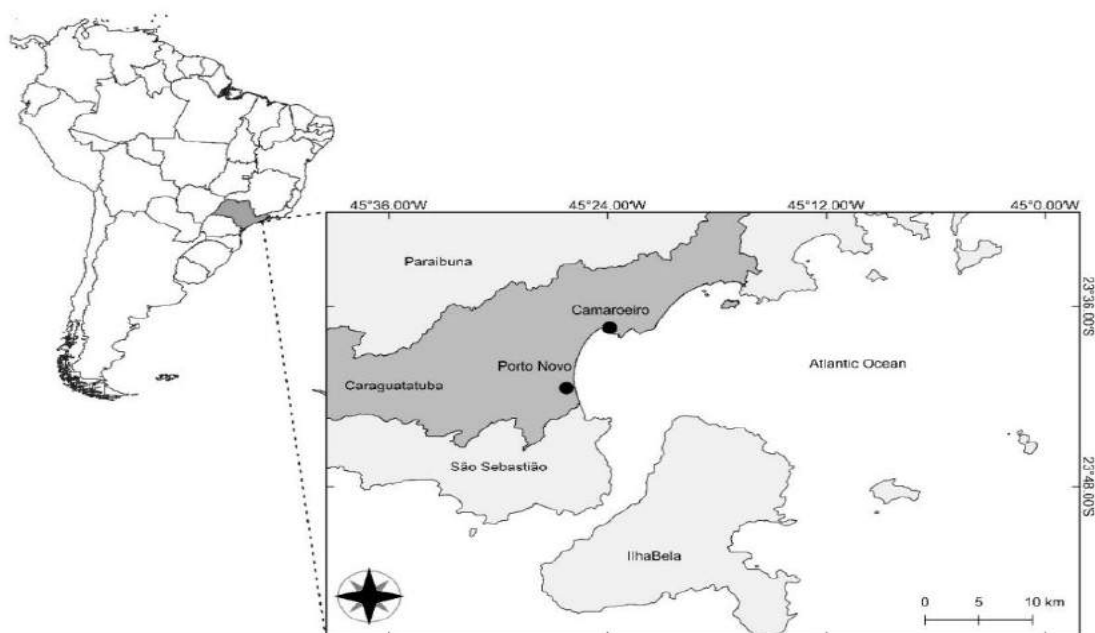 45°36.00'W 45°24.00'W 45°12.00'W 45°0.00'W
Paraibuna
23°36.00'S
Camaroeiro
Porto Novo
Atlantic Ocean
Caraguatatuba
São Sebastião
23°48.00'S
IlhaBela
0 5 10 km